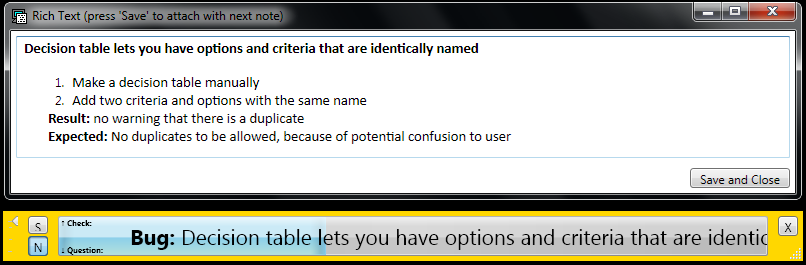 Rich Text (press 'Save' to attach with next note)
X
Decision table lets you have options and criteria that are identically named
1. Make a decision table manually
2. Add two criteria and options with the same name
Result: no warning that there is a duplicate
Expected: No duplicates to be allowed, because of potential confusion to user
Save and Close
S
↑ Check:
X
Bug: Decision table lets you have options and criteria that are identic
N
↓ Question: